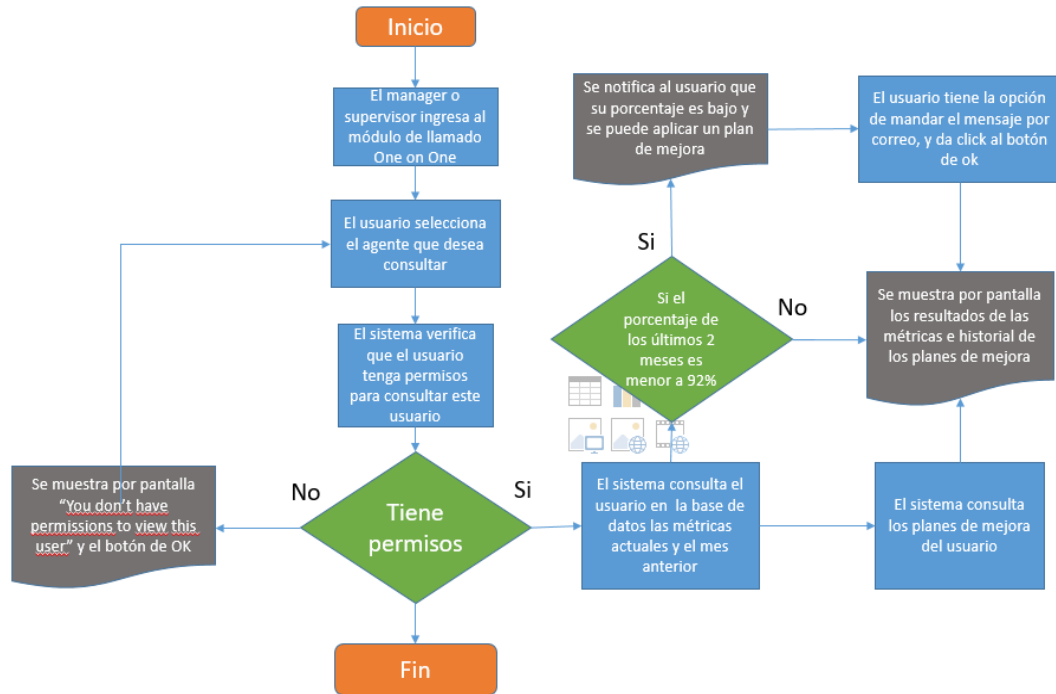 Inicio
El manager o
supervisor ingresa al
módulo de llamado
One on One
El usuario selecciona
el agente que desea
consultar
El sistema verifica
que el usuario
tenga permisos
para consultar este
usuario
Tiene
permisos
No
Si
Se muestra por pantalla
“You don’t have
permissions to view this
user” y el botón de OK
Fin
El sistema consulta el
usuario en la base de
datos las métricas
actuales y el mes
anterior
El sistema consulta
los planes de mejora
del usuario
Si el
porcentaje de
los últimos 2
meses es
menor a 92%
Si
No
Se notifica al usuario que
su porcentaje es bajo y
se puede aplicar un plan
de mejora
El usuario tiene la opción
de mandar el mensaje por
correo, y da click al botón
de ok
Se muestra por pantalla
los resultados de las
métricas e historial de
los planes de mejora